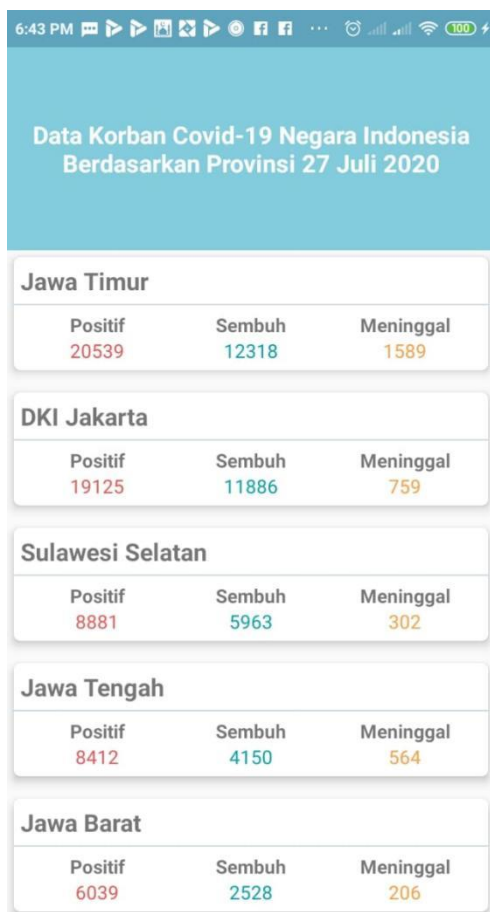 6:43 PM
100
Data Korban Covid-19 Negara Indonesia
Berdasarkan Provinsi 27 Juli 2020
Jawa Timur
Positif Sembuh Meninggal
20539 12318 1589
DKI Jakarta
Positif Sembuh Meninggal
19125 11886 759
Sulawesi Selatan
Positif Sembuh Meninggal
8881 5963 302
Jawa Tengah
Positif Sembuh Meninggal
8412 4150 564
Jawa Barat
Positif Sembuh Meninggal
6039 2528 206